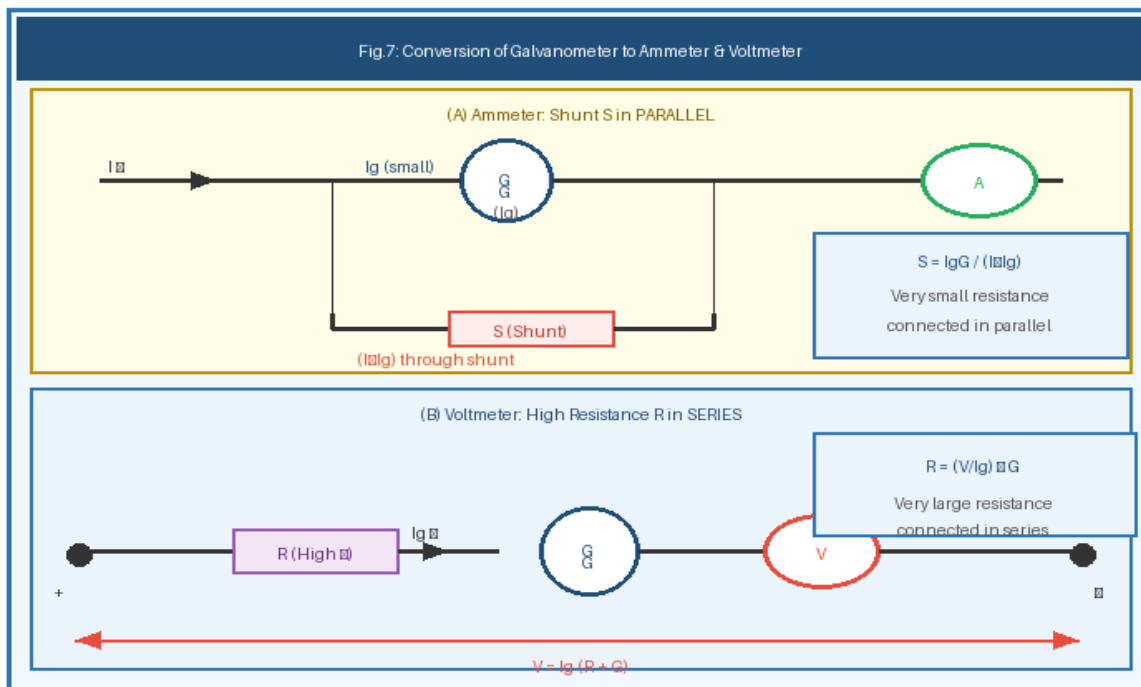 Fig.7: Conversion of Galvanometer to Ammeter & Voltmeter
(A) Ammeter: Shunt S in PARALLEL
I □
Ig (small)
G
G
(Ig)
A
S = IgG / (I□Ig)
Very small resistance
connected in parallel
S (Shunt)
(I□Ig) through shunt
(B) Voltmeter: High Resistance R in SERIES
R = (V/Ig) □ G
Very large resistance
connected in series
R (High □)
Ig □
G
G
V
+
□
V = Ig (R + G)